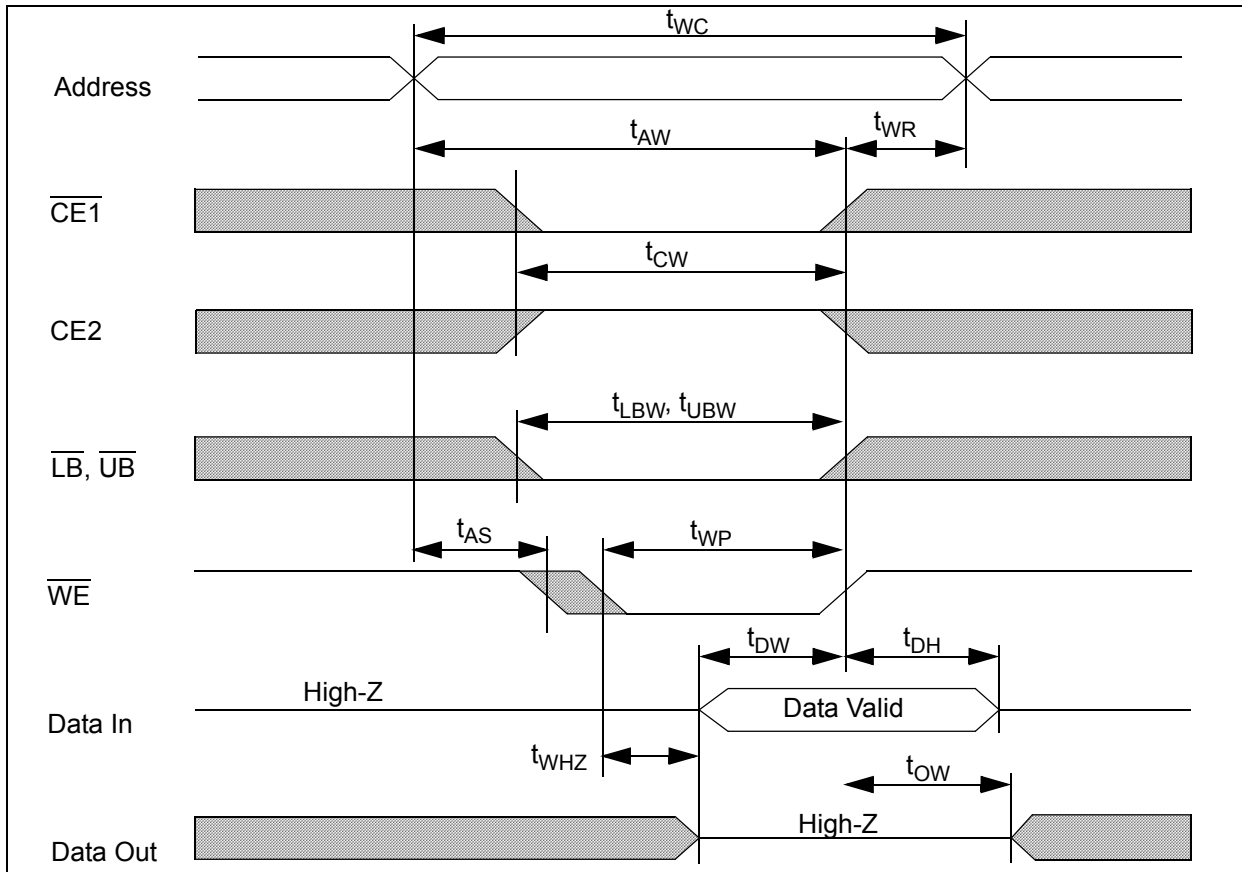 tWC
Address
tAW
tWR
CE1
tCW
CE2
tLBW, tUBW
LB, UB
tAS
tWP
WE
tDW
tDH
High-Z
Data Valid
Data In
tWHZ
tOW
High-Z
Data Out